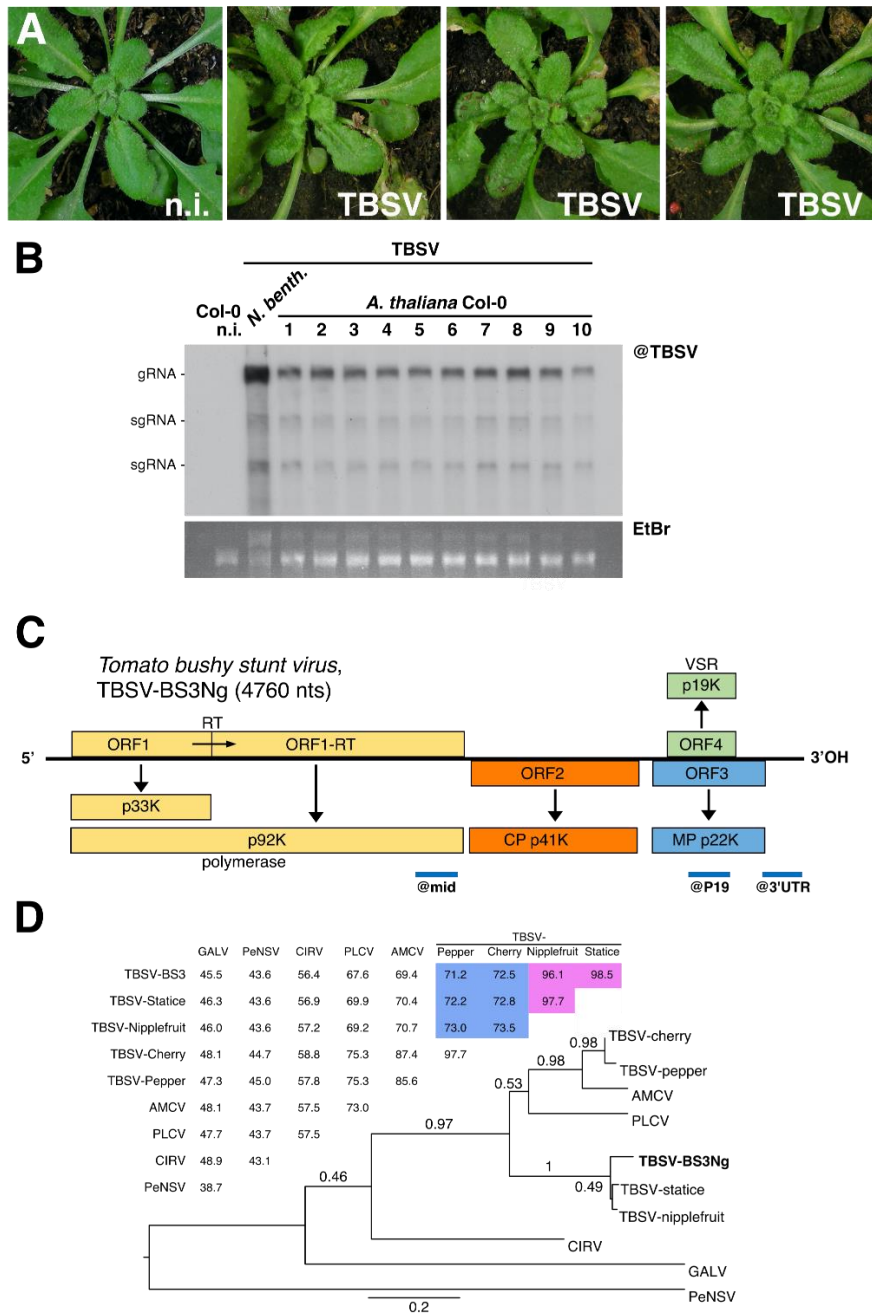 A
n.i.
TBSV
TBSV
TBSV
B
TBSV
Col-0
n.i.
N. benth.
A. thaliana Col-0
1 2 3 4 5 6 7 8 9 10
@TBSV
gRNA -
sgRNA -
sgRNA -
EtBr
C
Tomato bushy stunt virus,
TBSV-BS3Ng (4760 nts)
VSR
p19K
RT
5’ ORF1 ORF1-RT ORF4 3’OH
ORF2 ORF3
p33K
p92K CP p41K MP p22K
polymerase
@mid @P19 @3'UTR
D
TBSV-
GALV PeNSV CIRV PLCV AMCV Pepper Cherry Nipplefruit Statice
TBSV-BS3 45.5 43.6 56.4 67.6 69.4 71.2 72.5 96.1 98.5
TBSV-Statice 46.3 43.6 56.9 69.9 70.4 72.2 72.8 97.7
TBSV-Nipplefruit 46.0 43.6 57.2 69.2 70.7 73.0 73.5
TBSV-Cherry 48.1 44.7 58.8 75.3 87.4 97.7
TBSV-Pepper 47.3 45.0 57.8 75.3 85.6
AMCV 48.1 43.7 57.5 73.0
PLCV 47.7 43.7 57.5
CIRV 48.9 43.1
PeNSV 38.7
0.98 TBSV-cherry
0.98 TBSV-pepper
0.53 AMCV
PLCV
0.97
1 TBSV-BS3Ng
0.49 TBSV-statice
TBSV-nipplefruit
0.46
CIRV
GALV
PeNSV
0.2